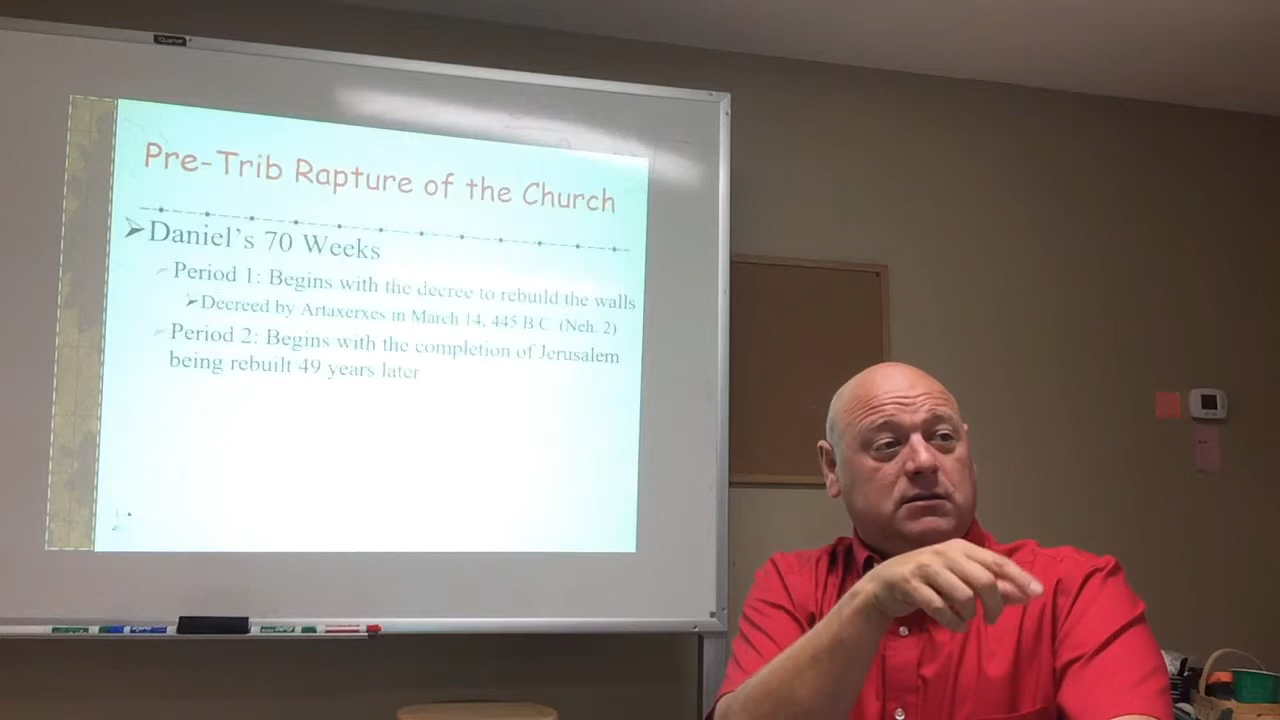 Quartet
Pre-Trib Rapture of the Church
Daniel's 70 Weeks
Period 1: Begins with the decree to rebuild the walls
Decreed by Artaxerxes in March 14, 445 B C (Neh. 2)
Period 2: Begins with the completion of Jerusalem
being rebuilt 49 years later